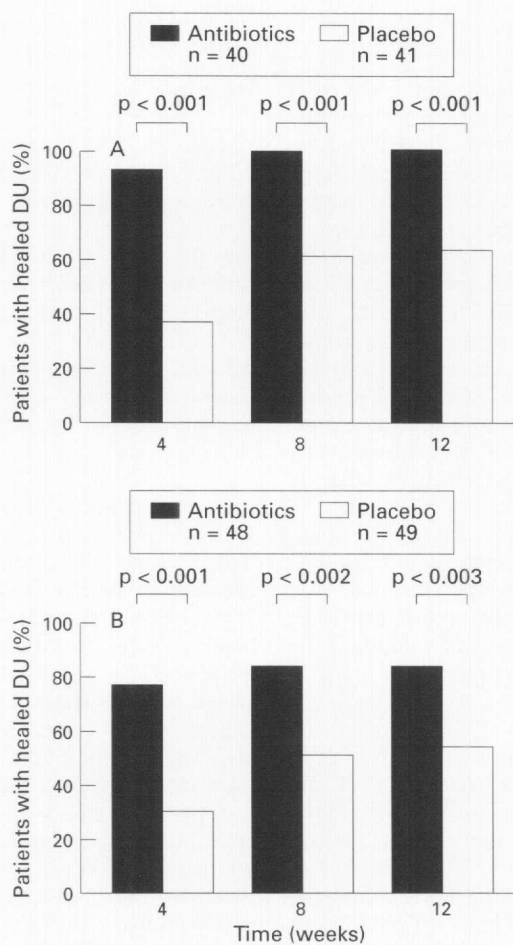 Antibiotics Placebo
n = 40 n = 41
p < 0.001 p < 0.001 p < 0.001
A
Patients with healed DU (%)
100
80
60
40
20
0
4 8 12
Antibiotics Placebo
n = 48 n = 49
p < 0.001 p < 0.002 p < 0.003
B
Patients with healed DU (%)
100
80
60
40
20
0
4 8 12
Time (weeks)